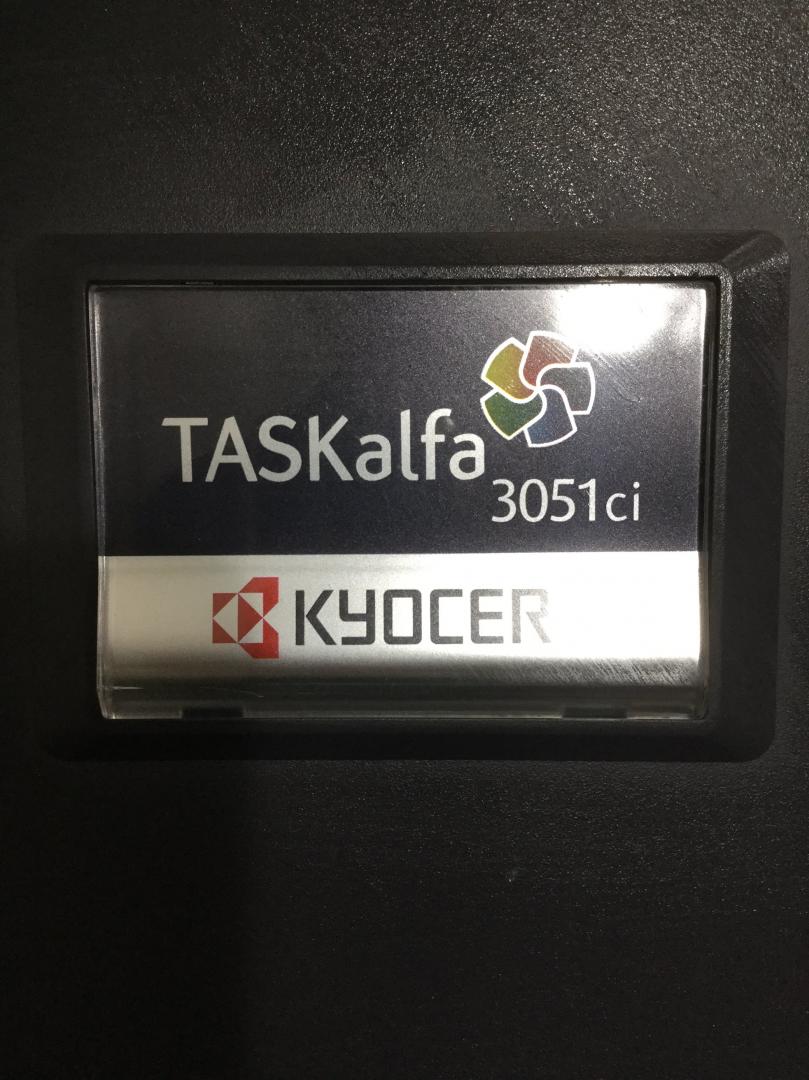 TASKalfa
3051ci
KYOCER